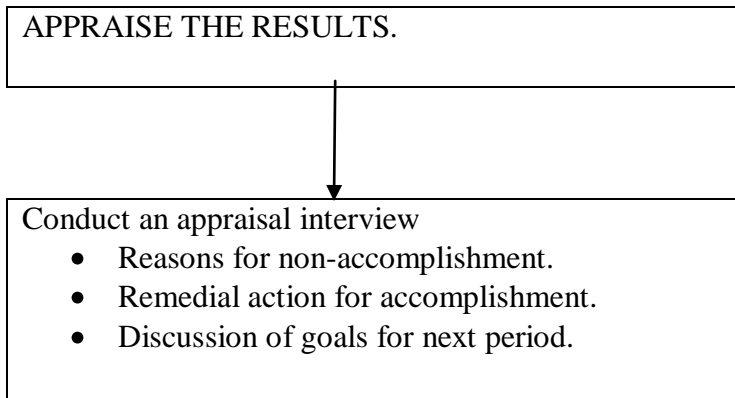 APPRAISE THE RESULTS.
Conduct an appraisal interview
• Reasons for non-accomplishment.
• Remedial action for accomplishment.
• Discussion of goals for next period.